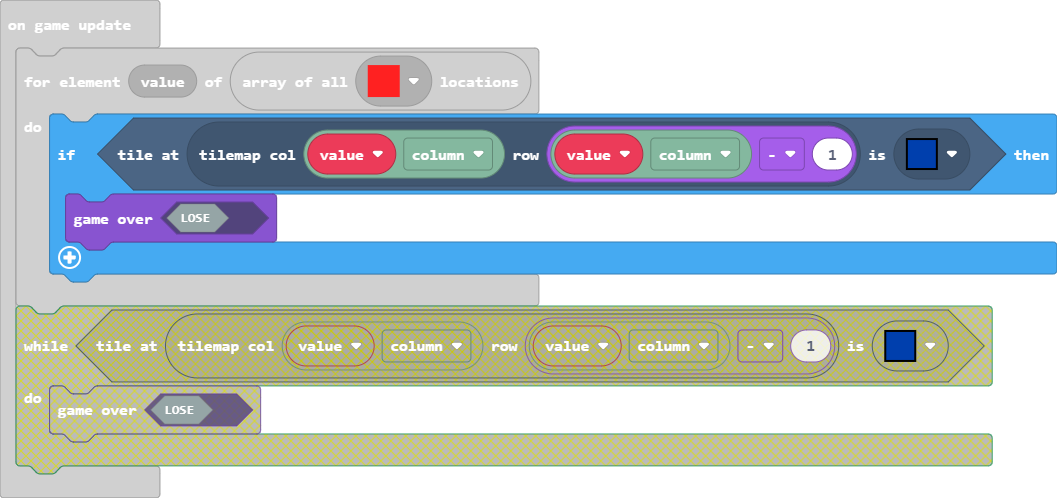 on game update
for element value of array of all locations
do
if tile at tilemap col value column row value column - 1 is then
game over LOSE
while tile at tilemap col value column row value column - 1 is
do
game over LOSE